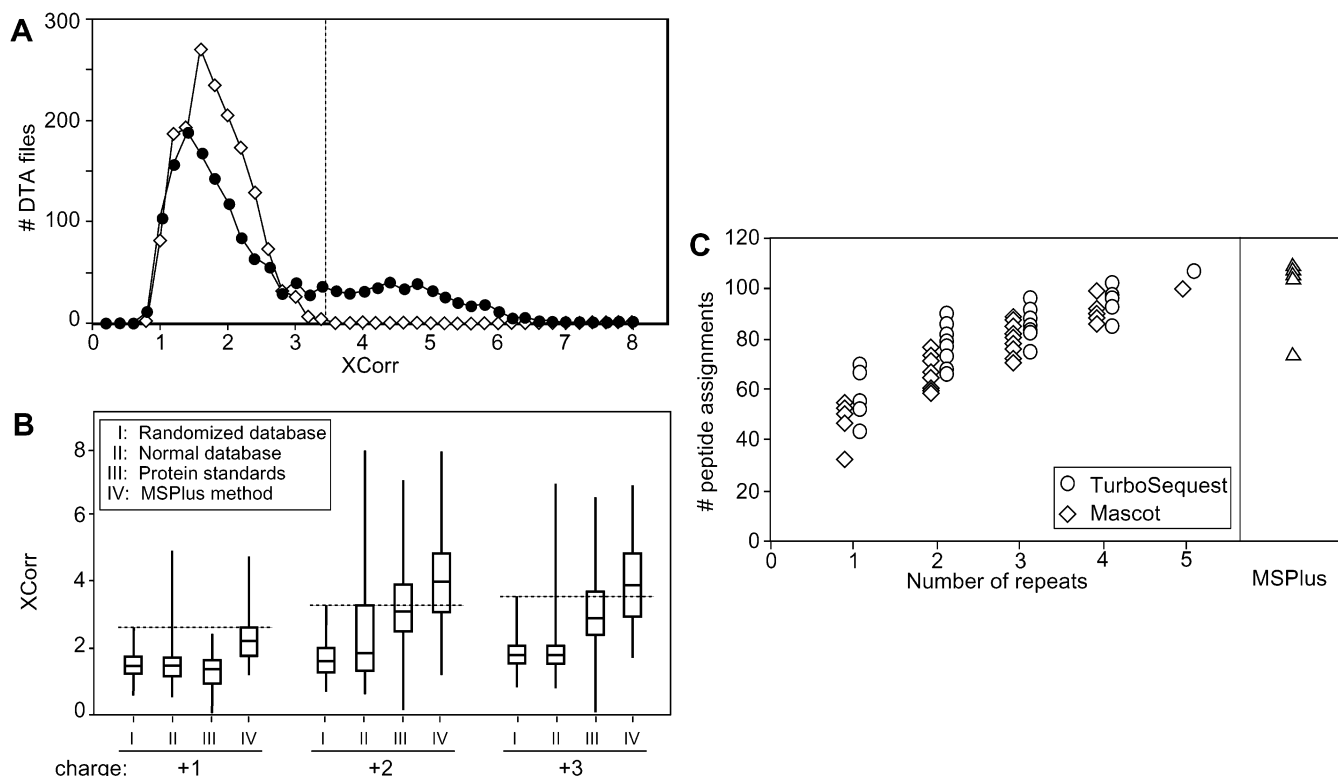 A
300
200
100
0
# DTA files
0 1 2 3 4 5 6 7 8
XCorr
B
I: Randomized database
II: Normal database
III: Protein standards
IV: MSPlus method
8
6
4
2
0
XCorr
I II III IV I II III IV I II III IV
charge: +1 +2 +3
C
120
100
80
60
40
20
0
# peptide assignments
TurboSequest
Mascot
0 1 2 3 4 5
Number of repeats
MSPlus